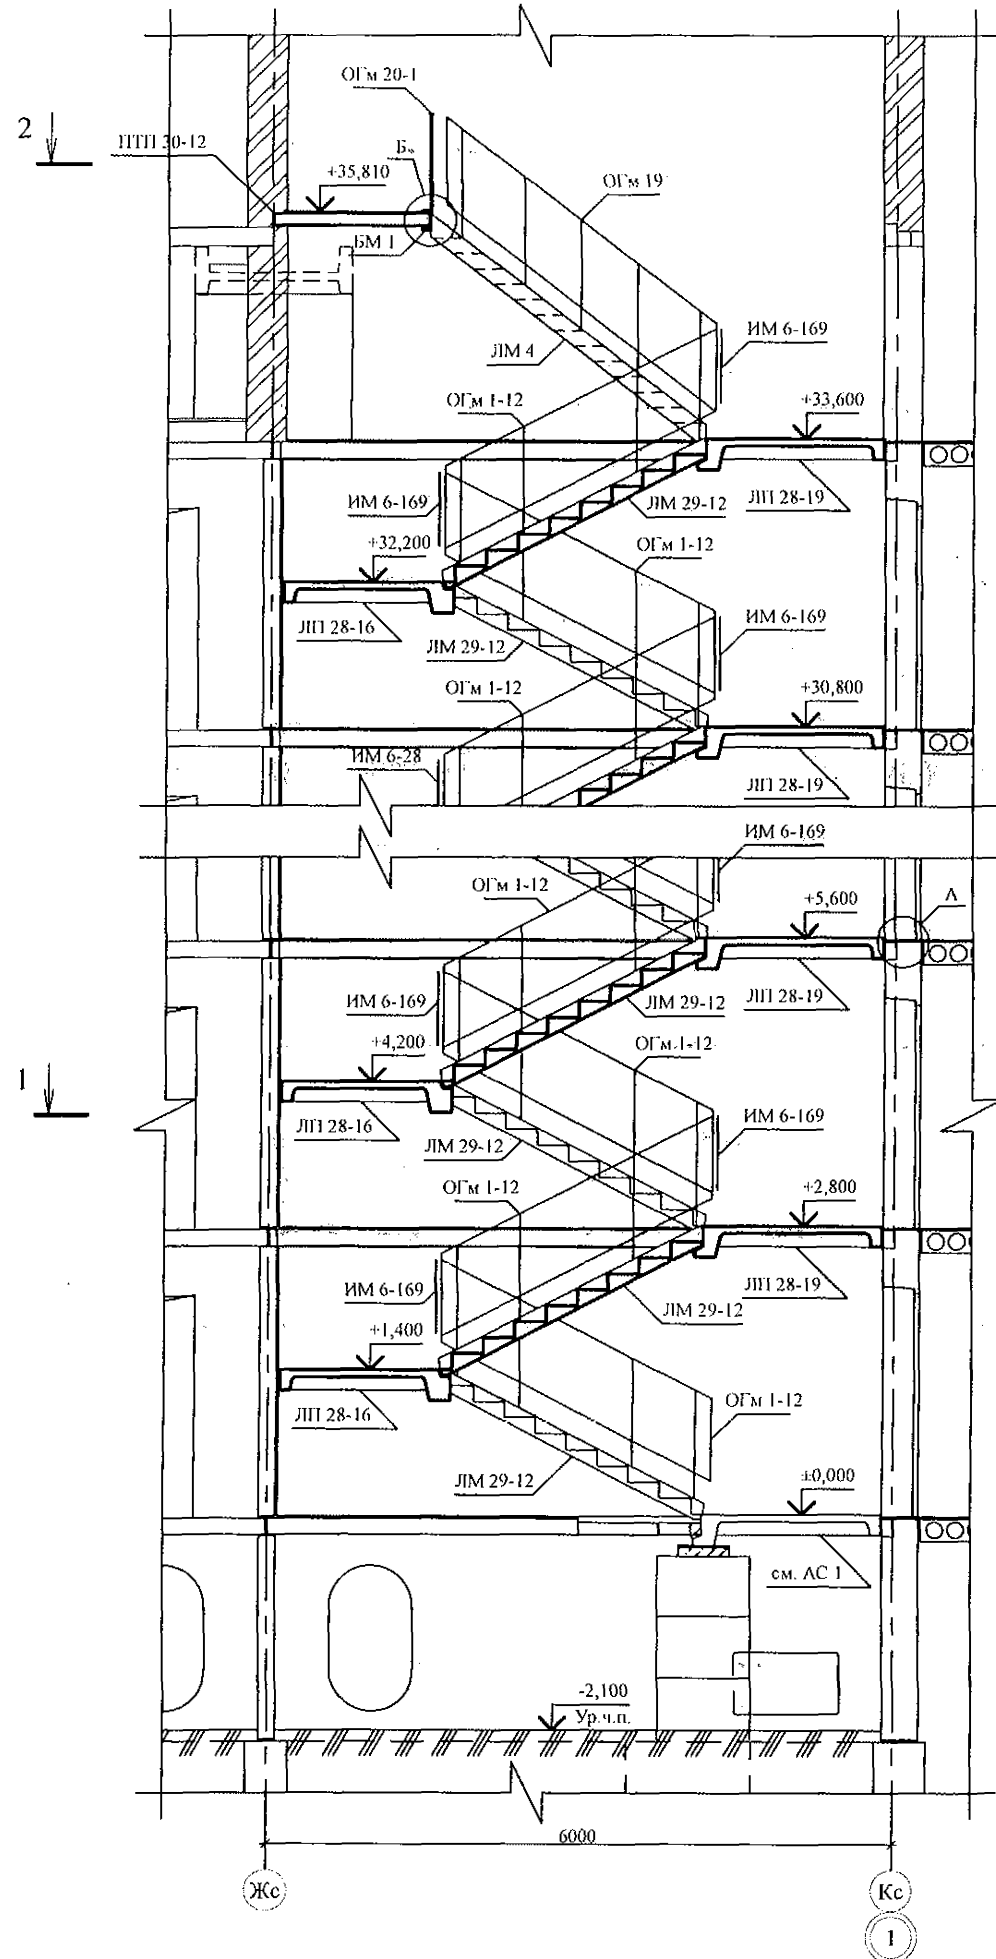 ОГм 20-1
2
ПТП 30-12
Б
+35,810
ОГм 19
БМ 1
ИМ 6-169
ЛМ 4
ОГм 1-12
+33,600
ИМ 6-169
ЛМ 29-12
ЛП 28-19
+32,200
ОГм 1-12
ИМ 6-169
ЛП 28-16
ЛМ 29-12
ОГм 1-12
+30,800
ИМ 6-28
ЛП 28-19
ИМ 6-169
ОГм 1-12
+5,600
А
ИМ 6-169
ЛМ 29-12
ЛП 28-19
+4,200
ОГм 1-12
1
ЛП 28-16
ЛМ 29-12
ИМ 6-169
ОГм 1-12
+2,800
ИМ 6-169
ЛМ 29-12
ЛП 28-19
+1,400
ОГм 1-12
ЛП 28-16
ЛМ 29-12
±0,000
см. АС 1
-2,100
Ур.ч.п.
6000
Жс
Кс
1